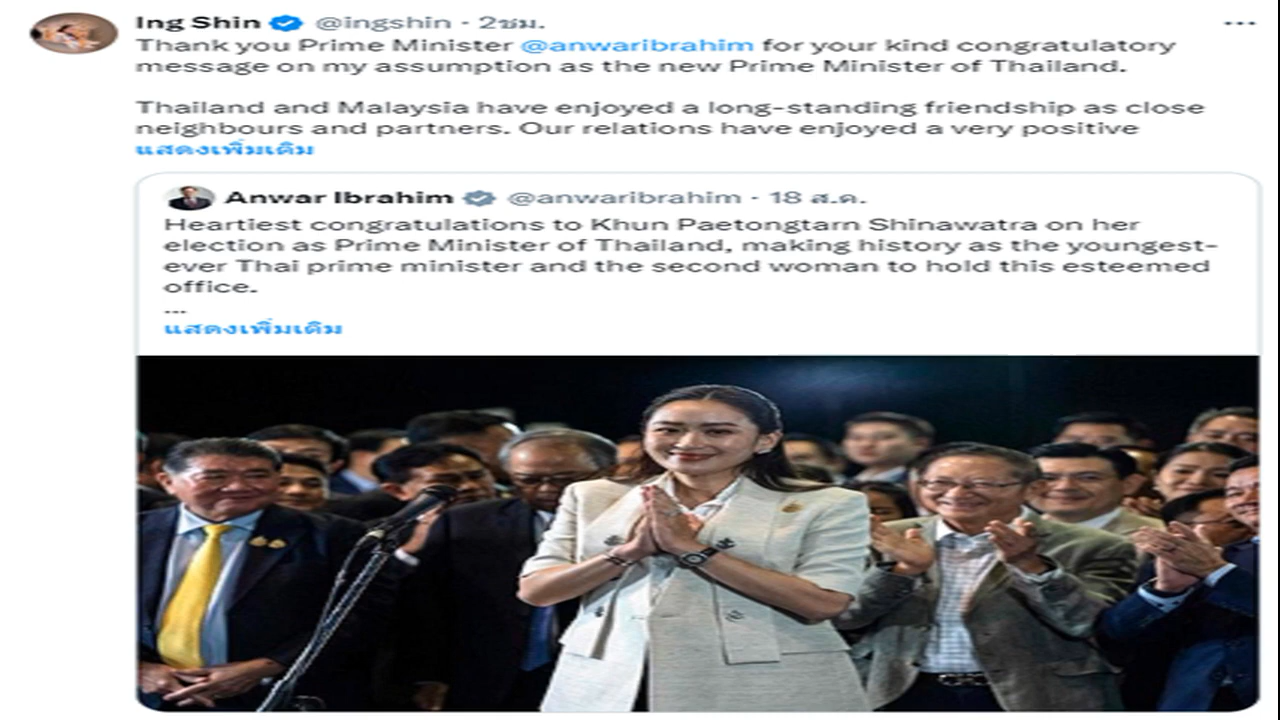 Ing Shin @ingshin · 2ชม.
Thank you Prime Minister @anwaribrahim for your kind congratulatory
message on my assumption as the new Prime Minister of Thailand.
Thailand and Malaysia have enjoyed a long-standing friendship as close
neighbours and partners. Our relations have enjoyed a very positive
แสดงเพิ่มเติม
Anwar Ibrahim @anwaribrahim · 18 ส.ค.
Heartiest congratulations to Khun Paetongtarn Shinawatra on her
election as Prime Minister of Thailand, making history as the youngest-
ever Thai prime minister and the second woman to hold this esteemed
office.
...
แสดงเพิ่มเติม